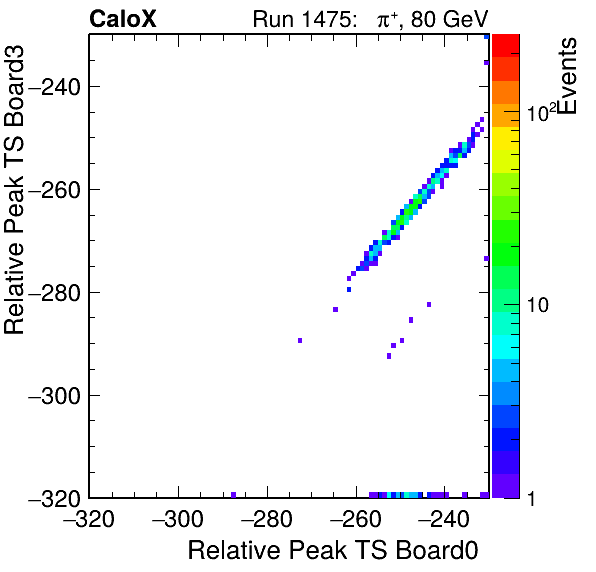 CaloX Run 1475: π⁺, 80 GeV
Relative Peak TS Board3
−240
−260
−280
−300
−320
−320 −300 −280 −260 −240
Relative Peak TS Board0
Events
10²
10
1